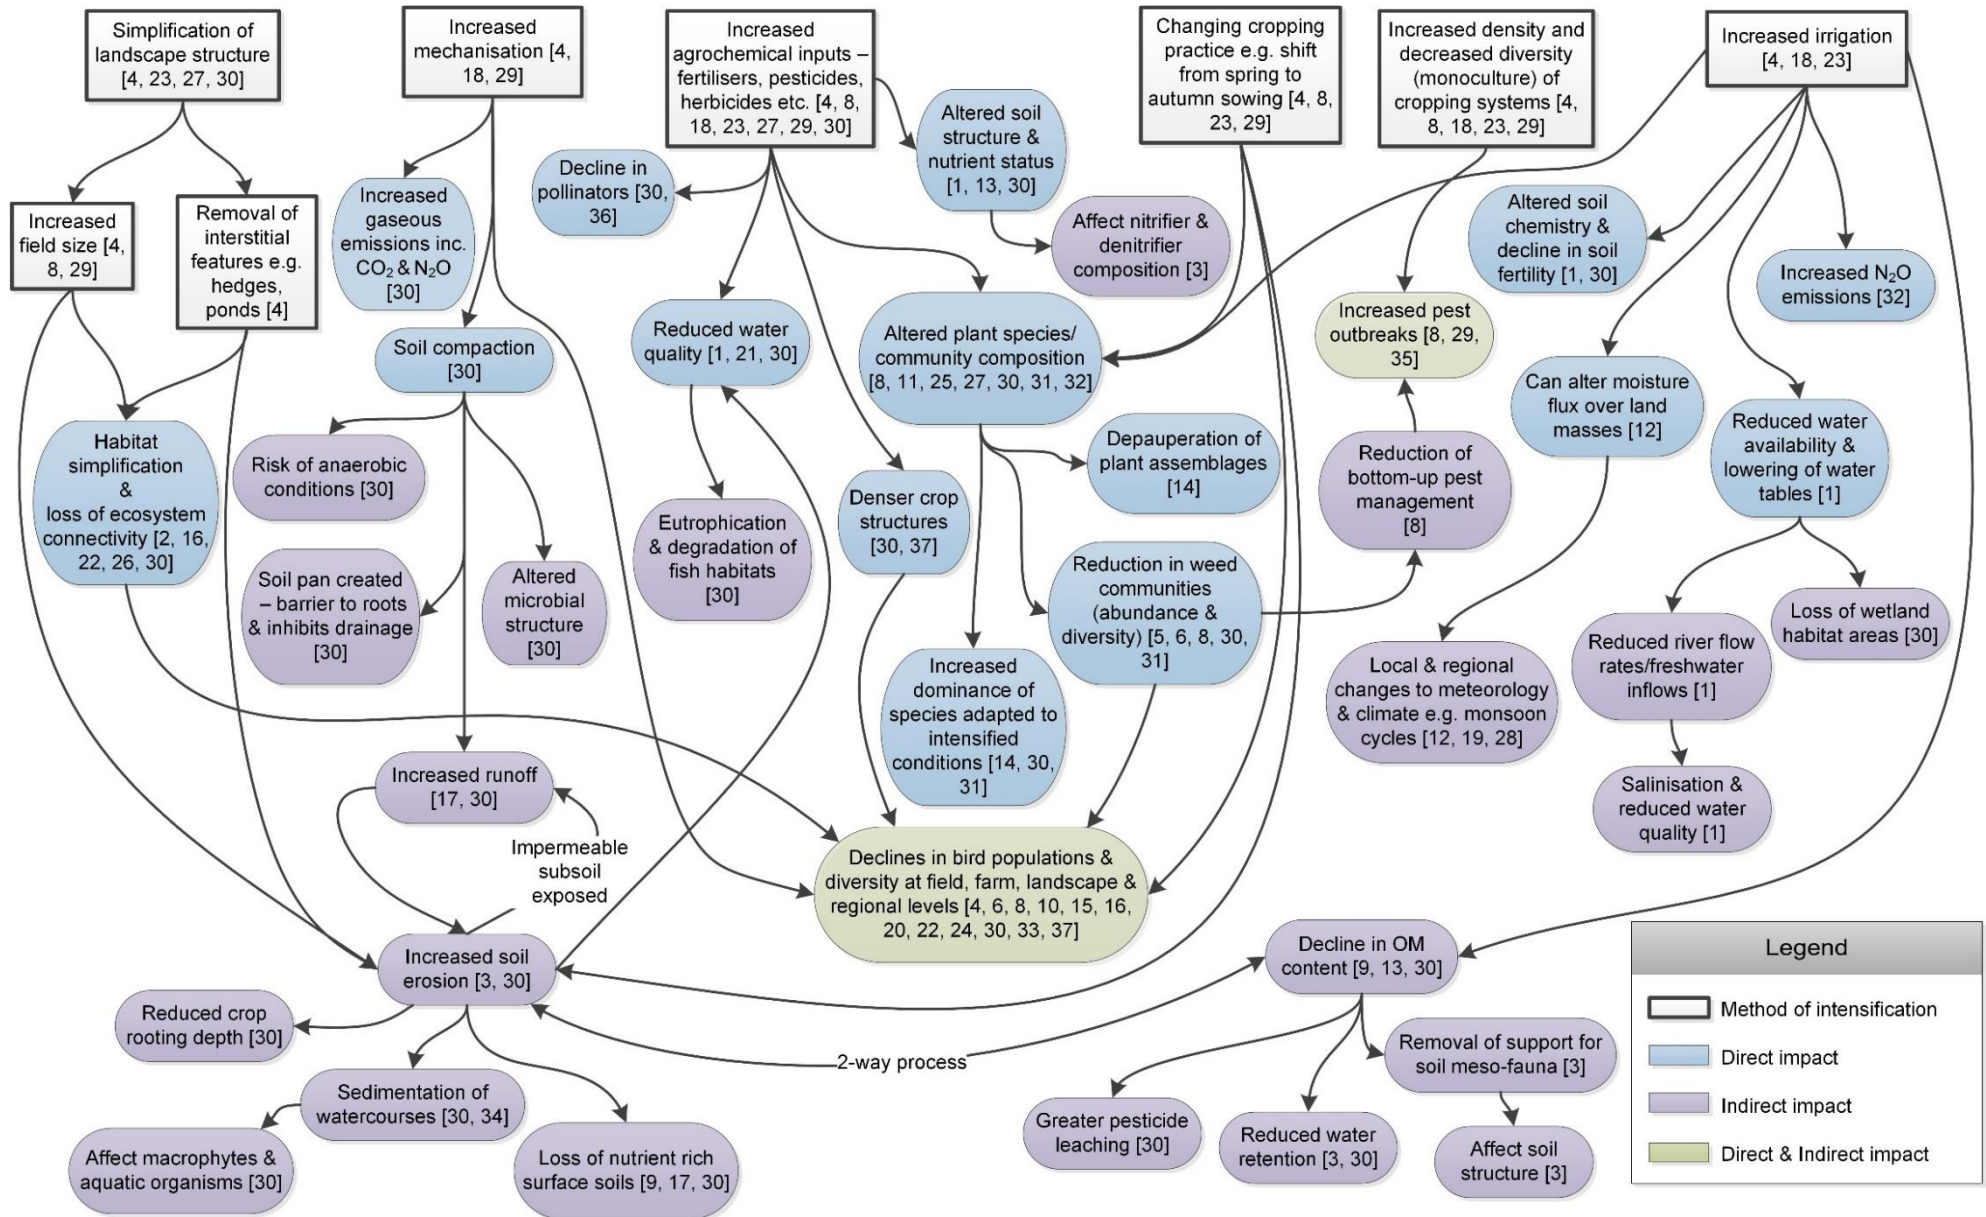 Simplification of
landscape structure
[4, 23, 27, 30]
Increased
mechanisation [4,
18, 29]
Increased
agrochemical inputs –
fertilisers, pesticides,
herbicides etc. [4, 8,
18, 23, 27, 29, 30]
Changing cropping
practice e.g. shift
from spring to
autumn sowing [4, 8,
23, 29]
Increased density and
decreased diversity
(monoculture) of
cropping systems [4,
8, 18, 23, 29]
Increased irrigation
[4, 18, 23]
Increased
field size [4,
8, 29]
Removal of
interstitial
features e.g.
hedges,
ponds [4]
Increased
gaseous
emissions inc.
CO₂ & N₂O
[30]
Decline in
pollinators [30,
36]
Altered soil
structure &
nutrient status
[1, 13, 30]
Affect nitrifier &
denitrifier
composition [3]
Altered soil
chemistry &
decline in soil
fertility [1, 30]
Increased N₂O
emissions [32]
Soil compaction
[30]
Reduced water
quality [1, 21, 30]
Altered plant species/
community composition
[8, 11, 25, 27, 30, 31, 32]
Increased pest
outbreaks [8, 29,
35]
Can alter moisture
flux over land
masses [12]
Reduced water
availability &
lowering of water
tables [1]
Habitat
simplification
&
loss of ecosystem
connectivity [2, 16,
22, 26, 30]
Risk of anaerobic
conditions [30]
Eutrophication
& degradation of
fish habitats
[30]
Denser crop
structures
[30, 37]
Depauperation of
plant assemblages
[14]
Reduction of
bottom-up pest
management
[8]
Soil pan created
– barrier to roots
& inhibits drainage
[30]
Altered
microbial
structure
[30]
Increased
dominance of
species adapted to
intensified
conditions [14, 30,
31]
Reduction in weed
communities
(abundance &
diversity) [5, 6, 8, 30,
31]
Local & regional
changes to meteorology
& climate e.g. monsoon
cycles [12, 19, 28]
Reduced river flow
rates/freshwater
inflows [1]
Loss of wetland
habitat areas [30]
Salinisation &
reduced water
quality [1]
Increased runoff
[17, 30]
Impermeable
subsoil
exposed
Declines in bird populations &
diversity at field, farm, landscape &
regional levels [4, 6, 8, 10, 15, 16,
20, 22, 24, 30, 33, 37]
Increased soil
erosion [3, 30]
Decline in OM
content [9, 13, 30]
Reduced crop
rooting depth [30]
2-way process
Sedimentation of
watercourses [30, 34]
Affect macrophytes &
aquatic organisms [30]
Loss of nutrient rich
surface soils [9, 17, 30]
Greater pesticide
leaching [30]
Reduced water
retention [3, 30]
Removal of support for
soil meso-fauna [3]
Affect soil
structure [3]
Legend
Method of intensification
Direct impact
Indirect impact
Direct & Indirect impact